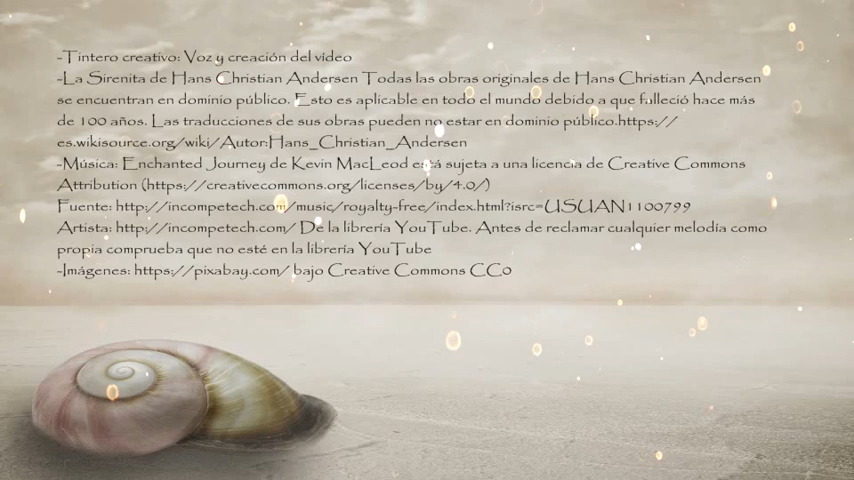 -Tintero creativo: Voz y creación del video
-La Sirenita de Hans Christian Andersen Todas las obras originales de Hans Christian Andersen
se encuentran en dominio público. Esto es aplicable en todo el mundo debido a que falleció hace más
de 100 años. Las traducciones de sus obras pueden no estar en dominio público.https://
es.wikisource.org/wiki/Autor:Hans_Christian_Andersen
-Música: Enchanted Journey de Kevin MacLeod está sujeta a una licencia de Creative Commons
Attribution (https://creativecommons.org/licenses/by/4.0/)
Fuente: http://incompetech.com/music/royalty-free/index.html?isrc=USUAN1100799
Artista: http://incompetech.com/ De la librería YouTube. Antes de reclamar cualquier melodía como
propia comprueba que no esté en la librería YouTube
-Imágenes: https://pixabay.com/ bajo Creative Commons CC0